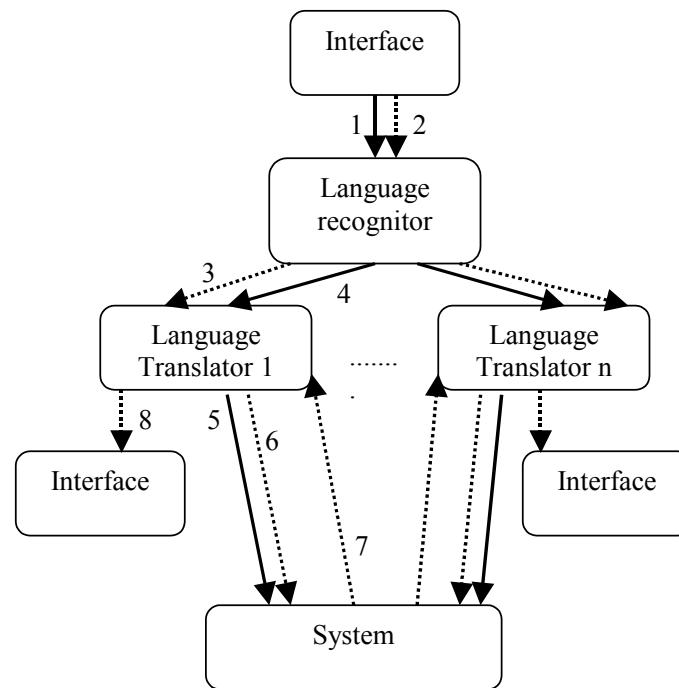 Interface
1 2
Language
recognitor
3
4
Language
Translator 1
........
.
Language
Translator n
8 5
6
Interface
Interface
7
System